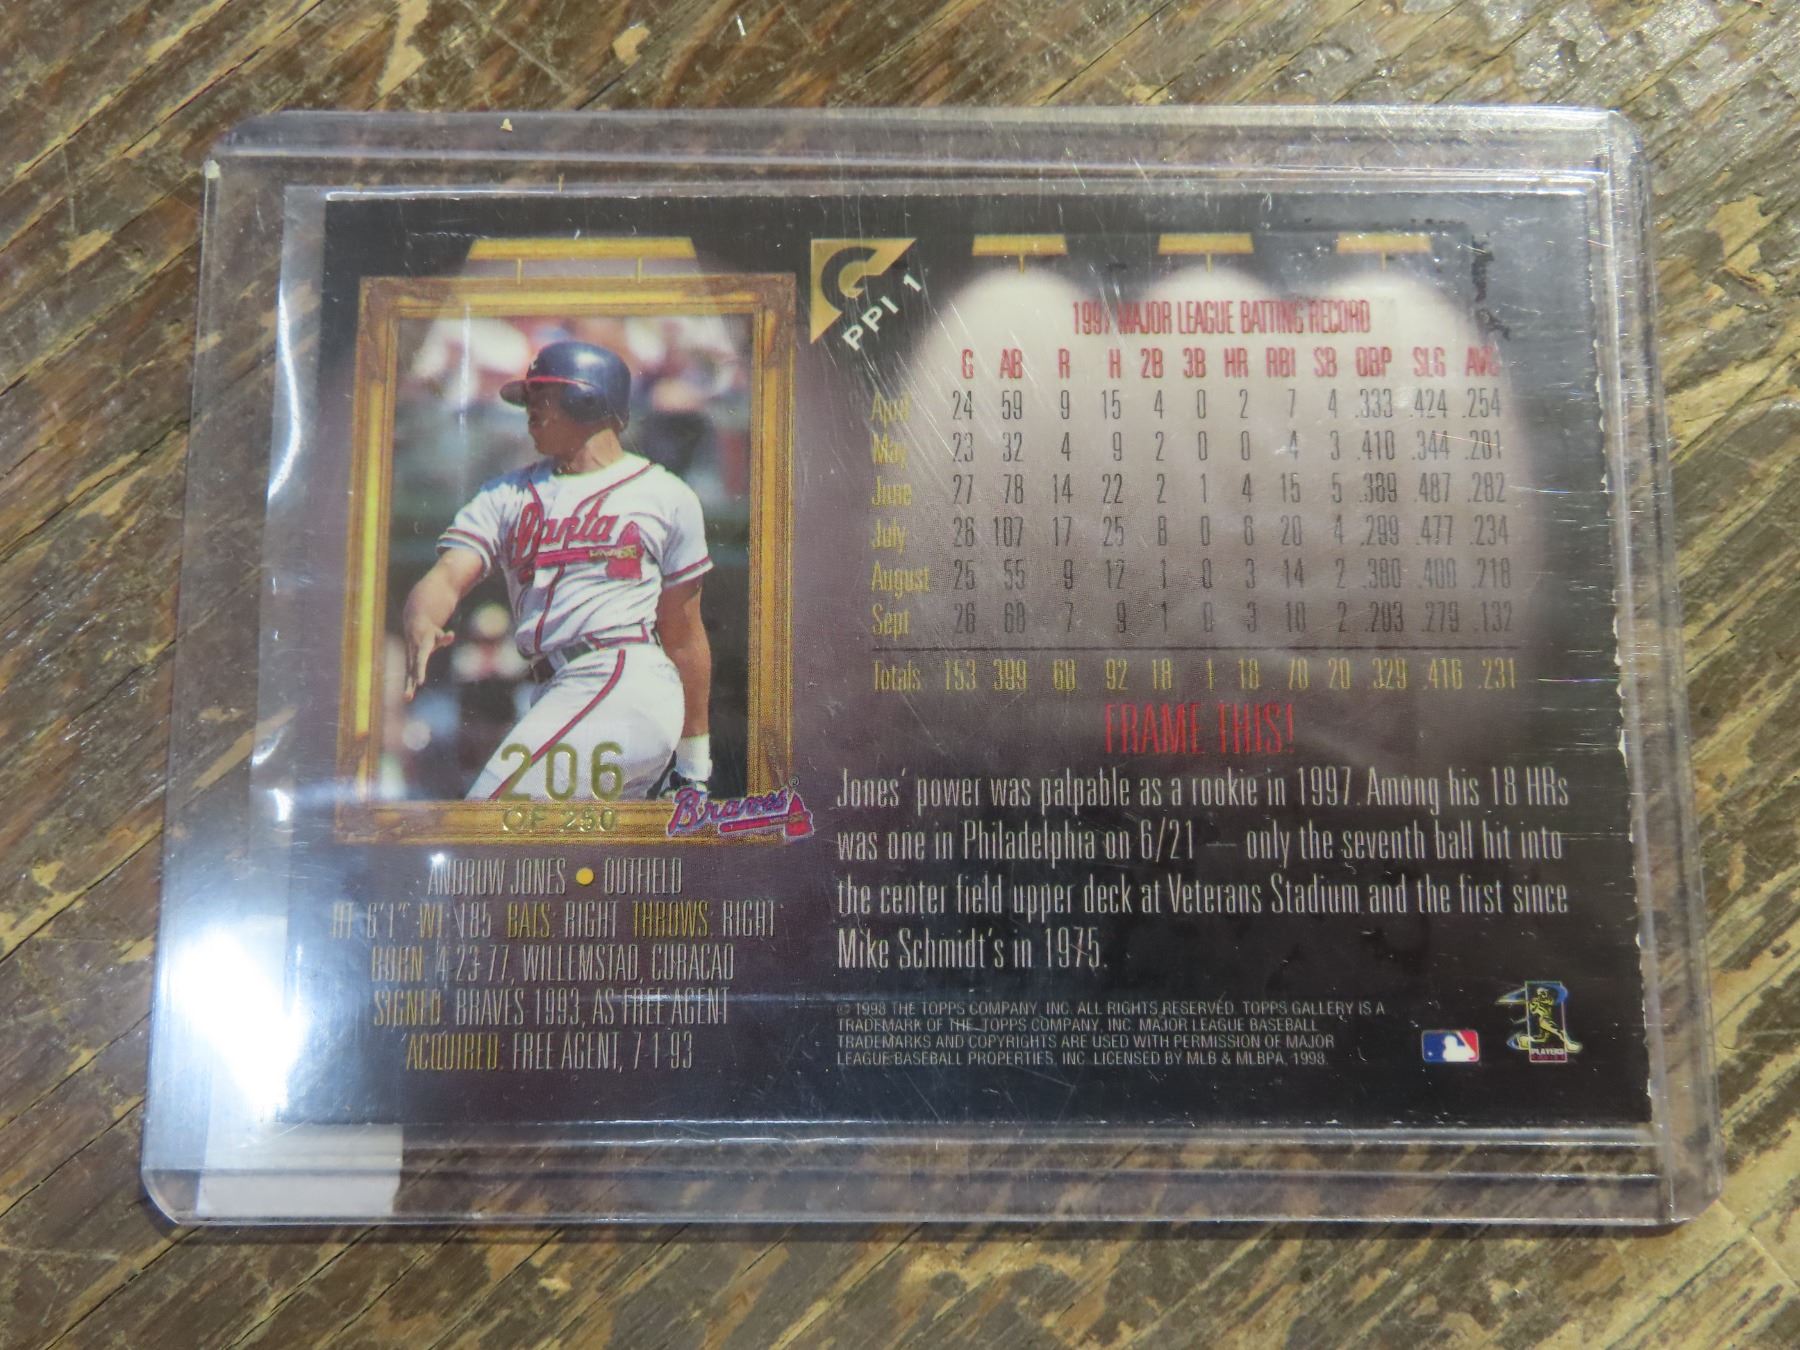 PPI 1
1997 MAJOR LEAGUE BATTING RECORD
G AB R H 2B 3B HR RBI SB OBP SLG AVG
April 24 59 9 15 4 0 2 7 4 .333 .424 .254
May 23 32 4 9 2 0 0 4 3 .410 .344 .281
June 27 78 14 22 2 1 4 15 5 .389 .487 .282
July 28 107 17 25 8 0 6 20 4 .299 .477 .234
August 25 55 9 12 1 0 3 14 2 .380 .400 .218
Sept 26 68 7 9 1 0 3 10 2 .203 .279 .132
Totals 153 399 60 92 18 1 18 70 20 .329 .416 .231
FRAME THIS!
Jones' power was palpable as a rookie in 1997. Among his 18 HRs
was one in Philadelphia on 6/21 — only the seventh ball hit into
the center field upper deck at Veterans Stadium and the first since
Mike Schmidt's in 1975.
© 1998 THE TOPPS COMPANY, INC. ALL RIGHTS RESERVED. TOPPS GALLERY IS A
TRADEMARK OF THE TOPPS COMPANY, INC. MAJOR LEAGUE BASEBALL
TRADEMARKS AND COPYRIGHTS ARE USED WITH PERMISSION OF MAJOR
LEAGUE BASEBALL PROPERTIES, INC. LICENSED BY MLB & MLBPA, 1998.
PLAYERS
206
OF 250
Braves®
ANDRUW JONES • OUTFIELD
HT 6'1" WT. 185 BATS: RIGHT THROWS: RIGHT
BORN: 4-23-77, WILLEMSTAD, CURACAO
SIGNED: BRAVES 1993, AS FREE AGENT
ACQUIRED: FREE AGENT, 7-1-93